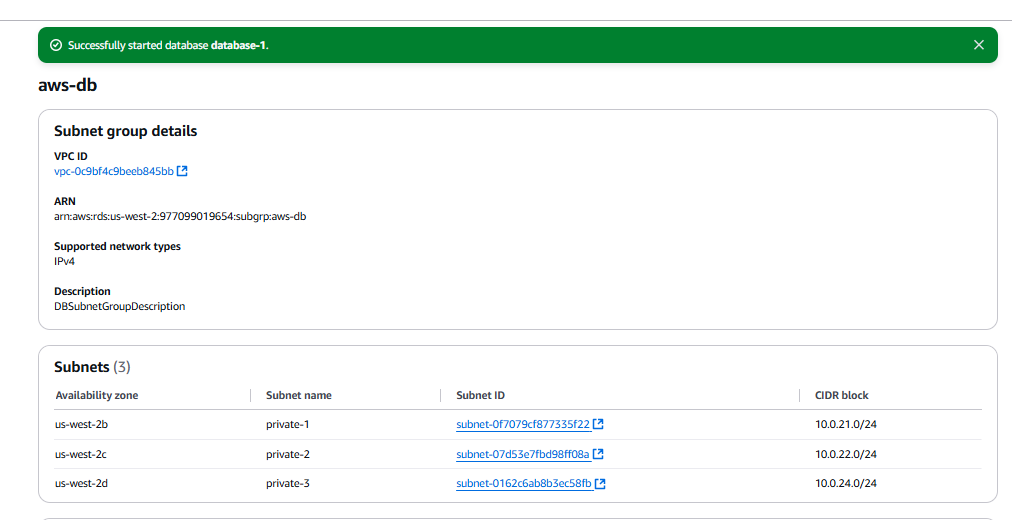 Successfully started database database-1.
aws-db
Subnet group details
VPC ID
vpc-0c9bf4c9beeb845bb
ARN
arn:aws:rds:us-west-2:977099019654:subgrp:aws-db
Supported network types
IPv4
Description
DBSubnetGroupDescription
Subnets (3)
Availability zone Subnet name Subnet ID CIDR block
us-west-2b private-1 subnet-0f7079cf877335f22 10.0.21.0/24
us-west-2c private-2 subnet-07d53e7fbd98ff08a 10.0.22.0/24
us-west-2d private-3 subnet-0162c6ab8b3ec58fb 10.0.24.0/24